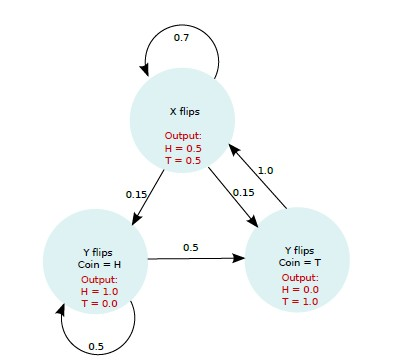 0.7
X flips
Output:
H = 0.5
T = 0.5
1.0
0.15
0.15
0.5
Y flips
Coin = H
Output:
H = 1.0
T = 0.0
Y flips
Coin = T
Output:
H = 0.0
T = 1.0
0.5